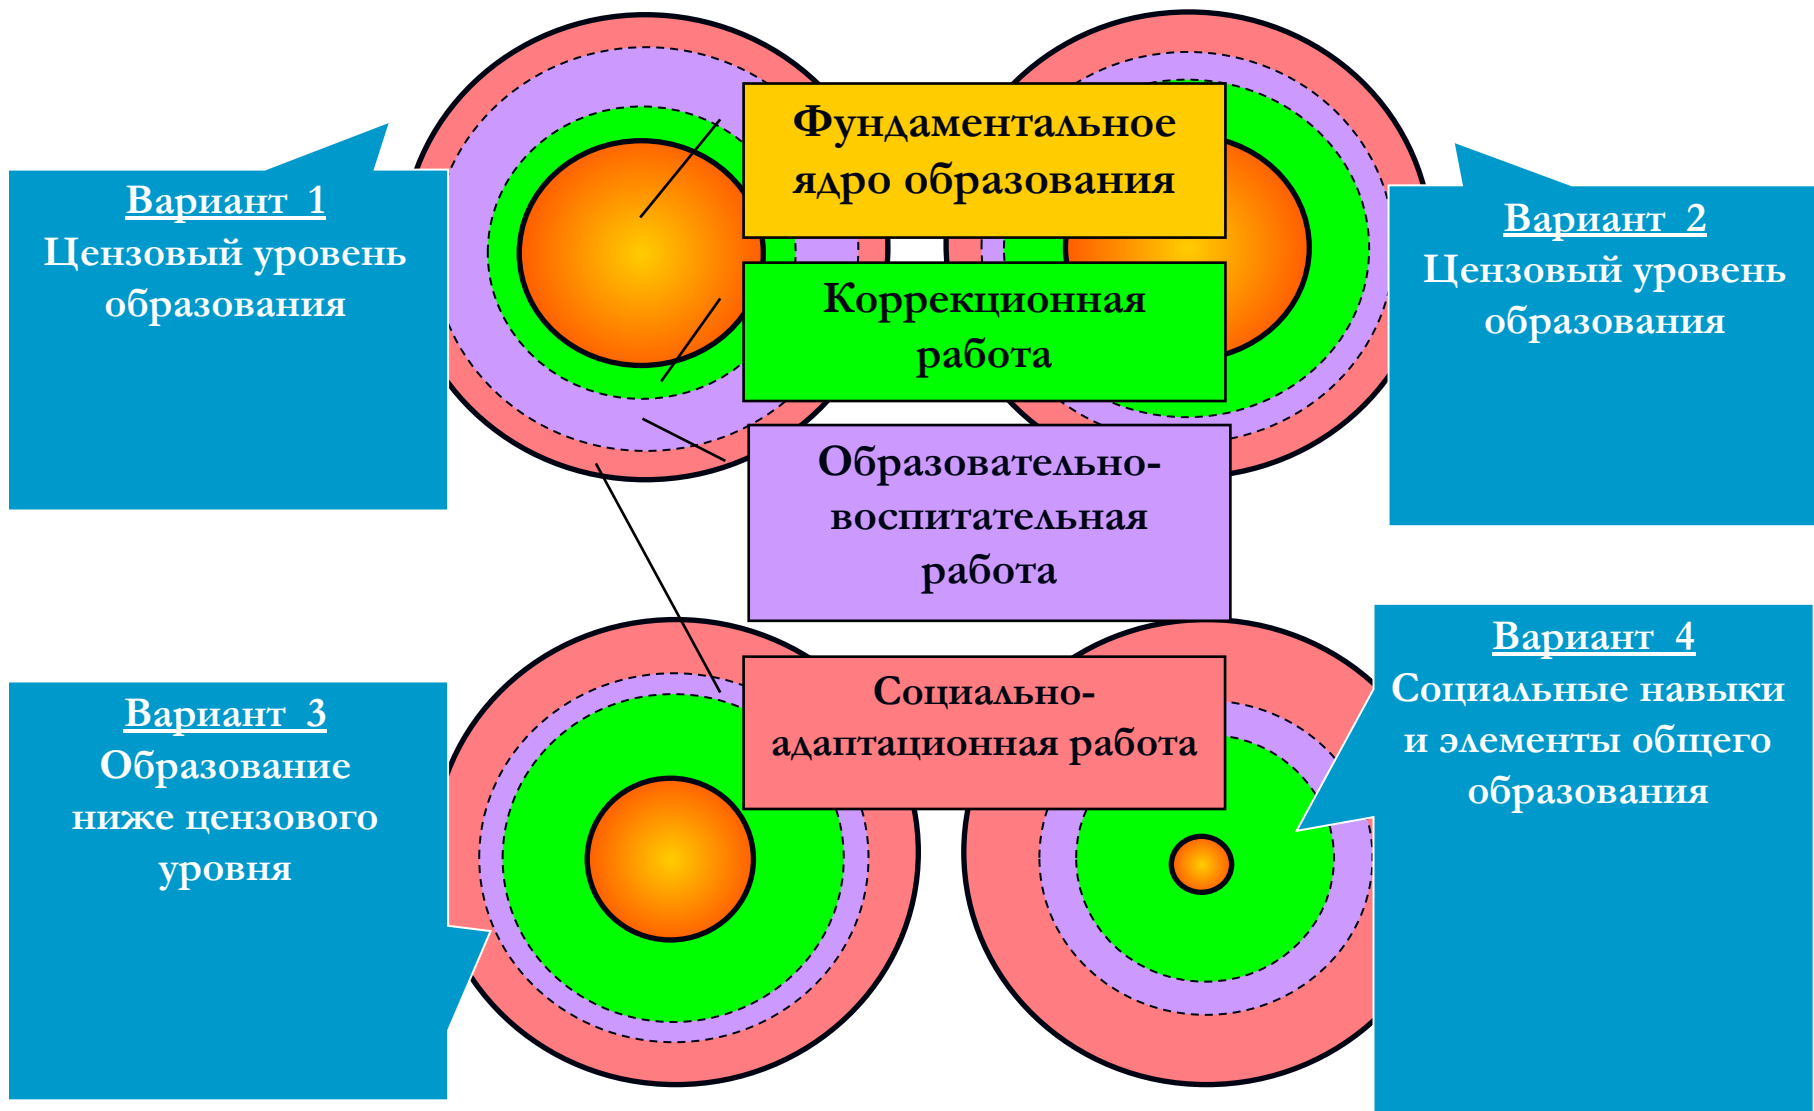 Вариант 1
Цензовый уровень
образования
Фундаментальное
ядро образования
Вариант 2
Цензовый уровень
образования
Коррекционная
работа
Образовательно-
воспитательная
работа
Социально-
адаптационная работа
Вариант 3
Образование
ниже цензового
уровня
Вариант 4
Социальные навыки
и элементы общего
образования